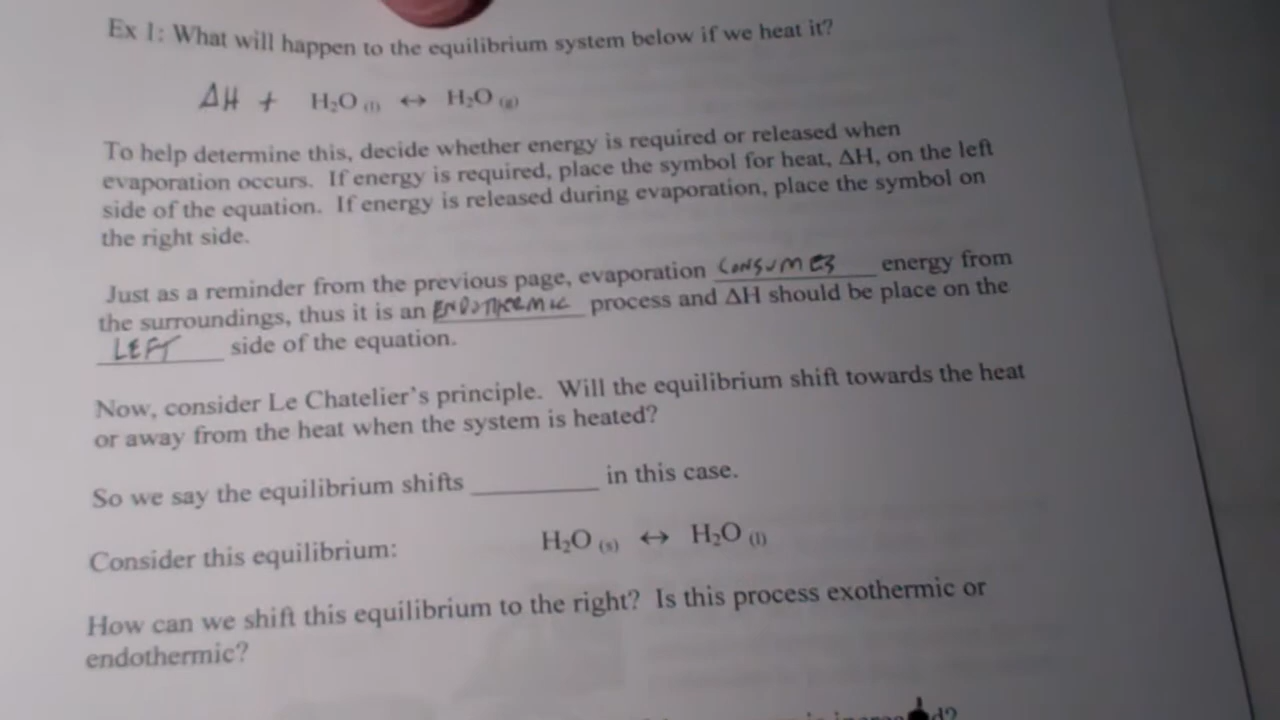 Ex 1: What will happen to the equilibrium system below if we heat it?
ΔH + H₂O (l) ↔ H₂O (g)
To help determine this, decide whether energy is required or released when
evaporation occurs. If energy is required, place the symbol for heat, ΔH, on the left
side of the equation. If energy is released during evaporation, place the symbol on
the right side.
Just as a reminder from the previous page, evaporation CONSUMES energy from
the surroundings, thus it is an ENDOTHERMIC process and ΔH should be place on the
LEFT side of the equation.
Now, consider Le Chatelier's principle. Will the equilibrium shift towards the heat
or away from the heat when the system is heated?
So we say the equilibrium shifts ________ in this case.
Consider this equilibrium: H₂O (s) ↔ H₂O (l)
How can we shift this equilibrium to the right? Is this process exothermic or
endothermic?